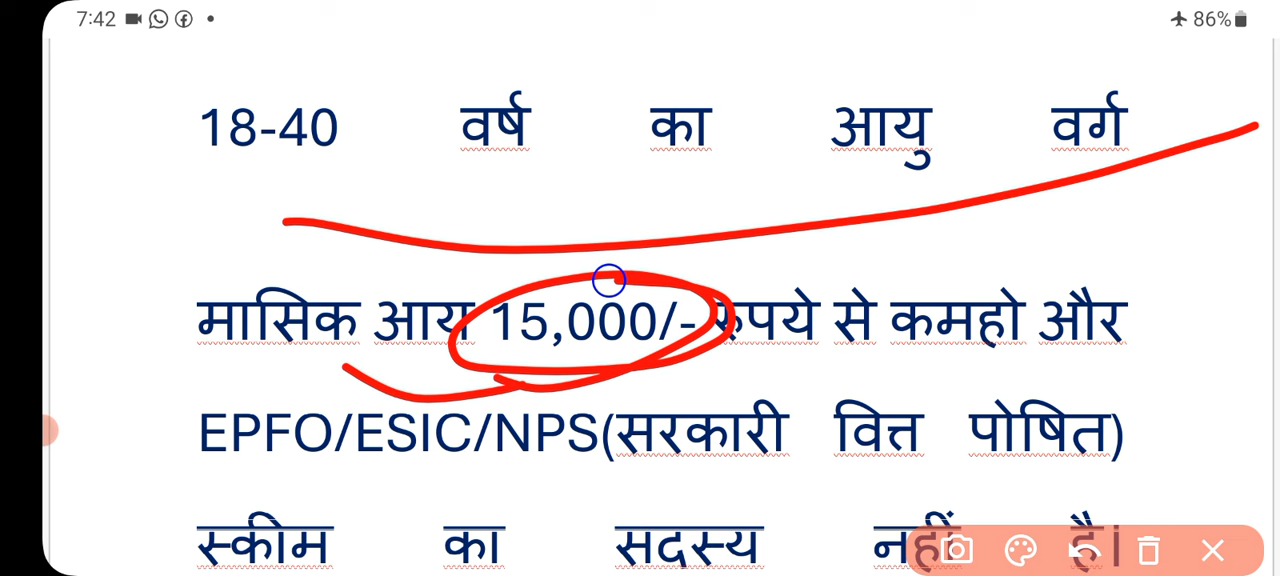 7:42 86%
18-40 वर्ष का आयु वर्ग
मासिक आय 15,000/- रुपये से कमहो और
EPFO/ESIC/NPS(सरकारी वित्त पोषित)
स्कीम का सदस्य नहीं है।